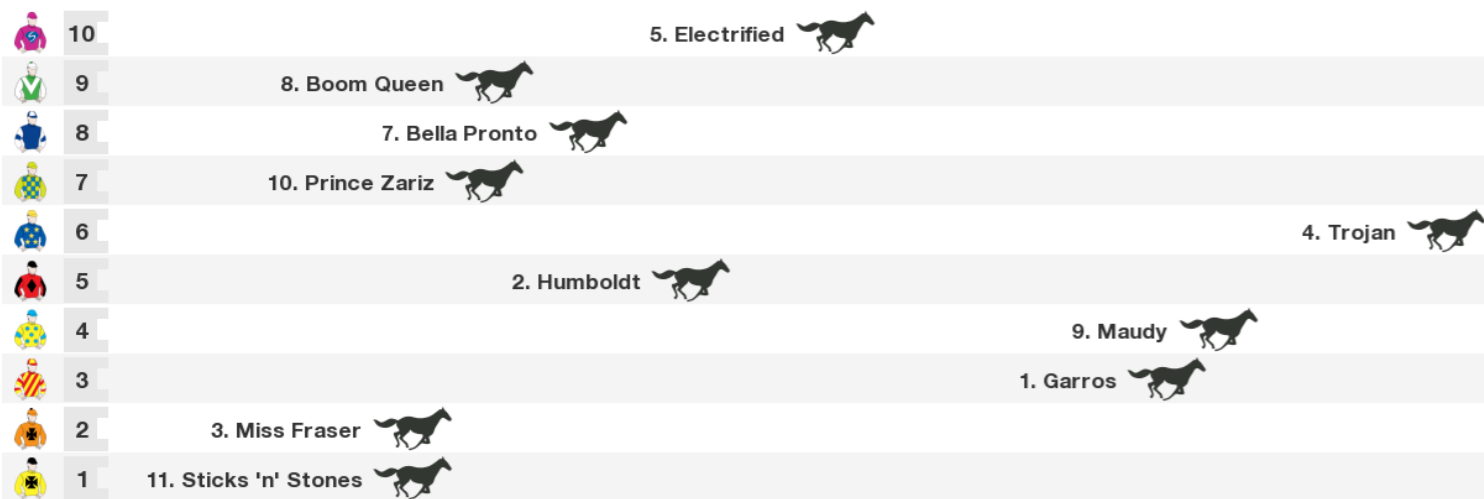 10 5. Electrified
9 8. Boom Queen
8 7. Bella Pronto
7 10. Prince Zariz
6 4. Trojan
5 2. Humboldt
4 9. Maudy
3 1. Garros
2 3. Miss Fraser
1 11. Sticks 'n' Stones